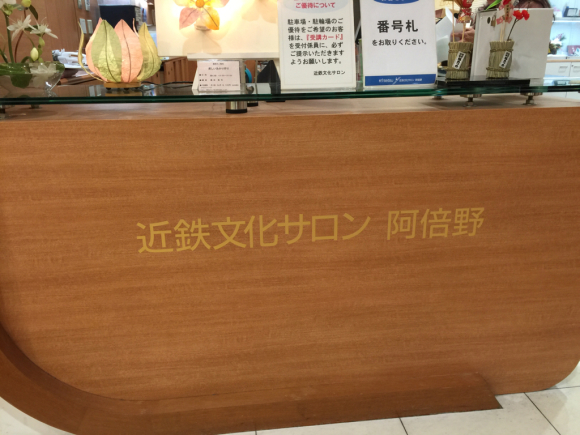 ご優待について
駐車場・駐輪場のご
優待をご希望のお客
様は、『受講カード』
を受付係員に、必ず
ご提示いただきます
ようお願いします。
近鉄文化サロン
番号札
をお取りください。
近鉄文化サロン 阿倍野